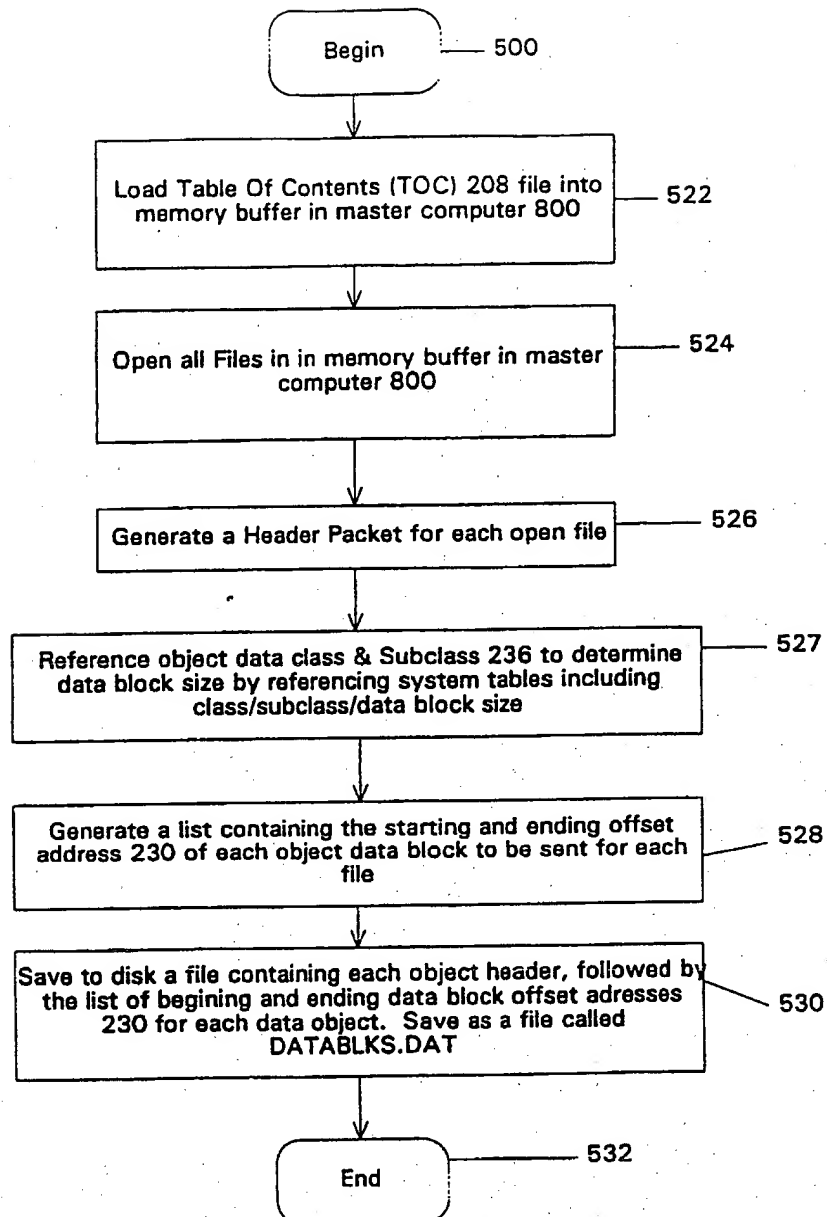 Begin
500
Load Table Of Contents (TOC) 208 file into
memory buffer in master computer 800
522
Open all Files in in memory buffer in master
computer 800
524
Generate a Header Packet for each open file
526
Reference object data class & Subclass 236 to determine
data block size by referencing system tables including
class/subclass/data block size
527
Generate a list containing the starting and ending offset
address 230 of each object data block to be sent for each
file
528
Save to disk a file containing each object header, followed by
the list of begining and ending data block offset adresses
230 for each data object. Save as a file called
DATABLKS.DAT
530
End
532